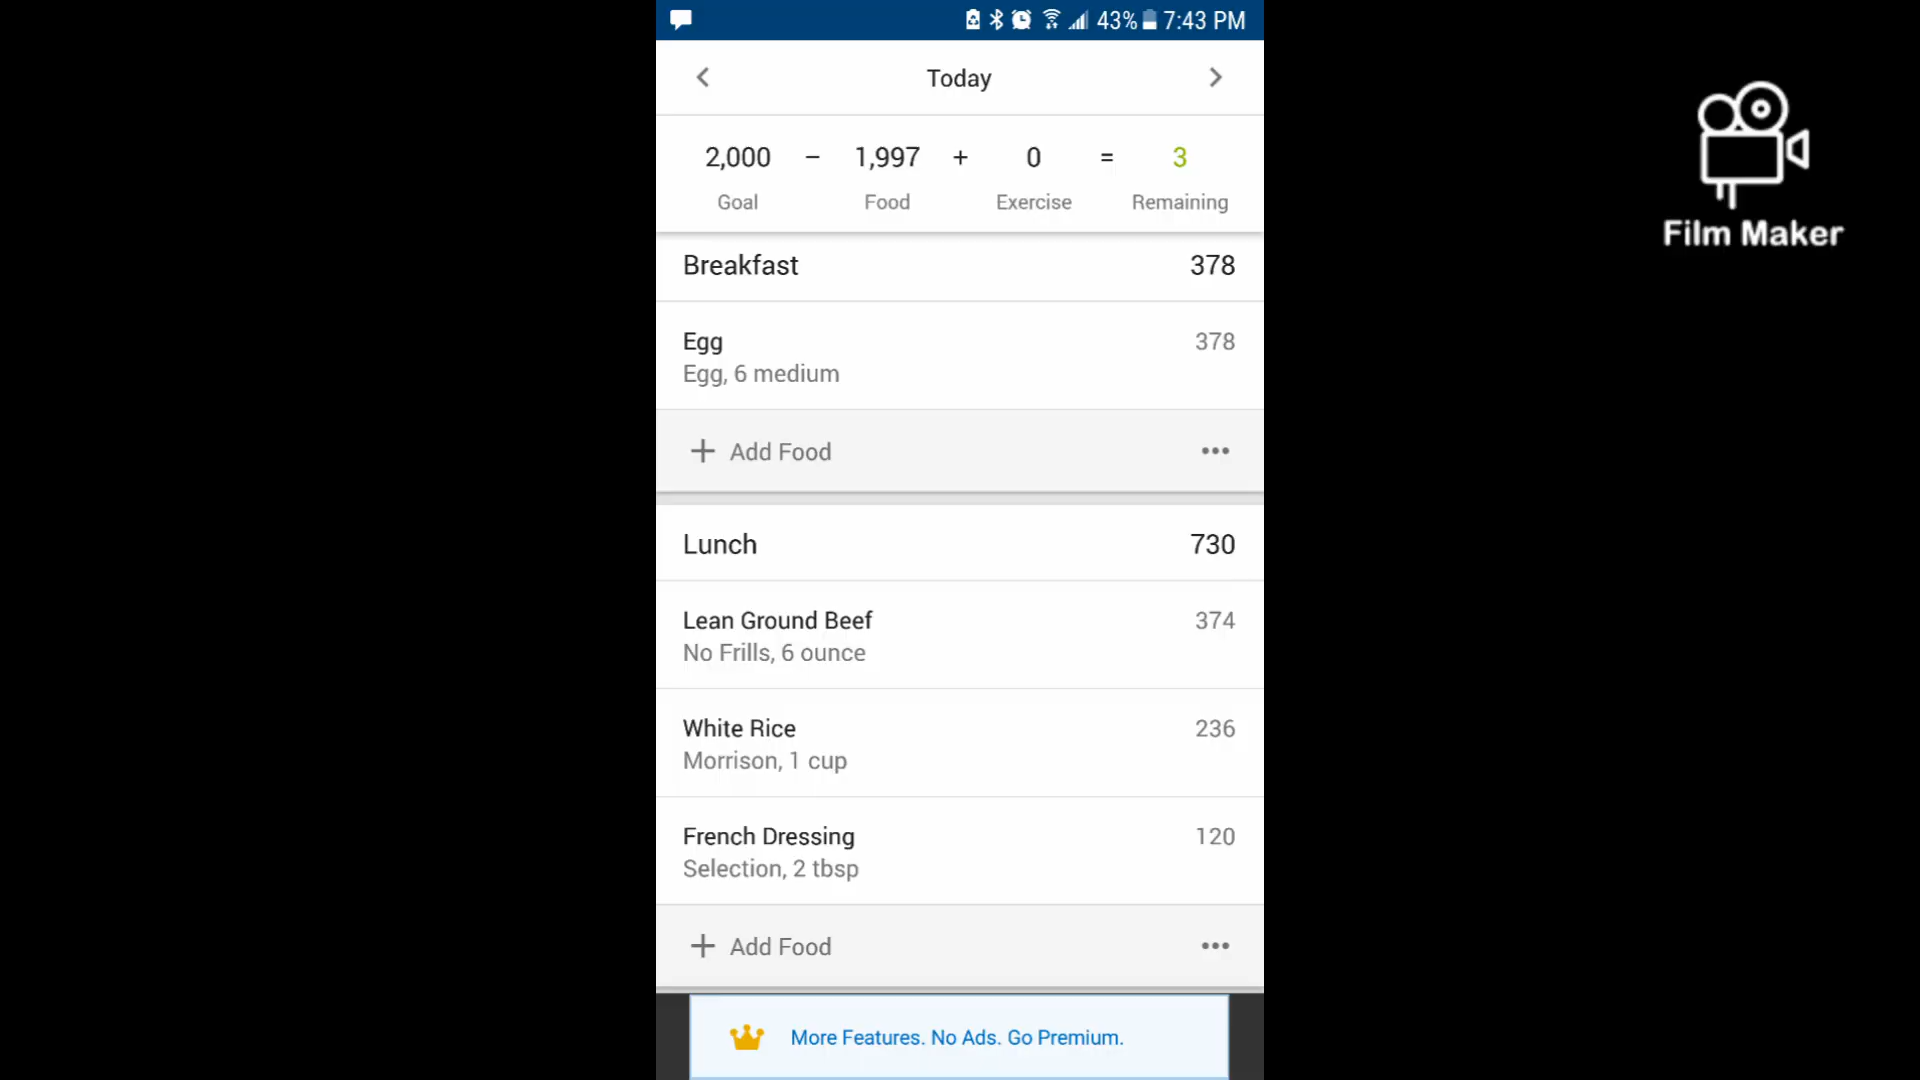 43% 7:43 PM
Today
2,000 – 1,997 + 0 = 3
Goal Food Exercise Remaining
Breakfast 378
Egg 378
Egg, 6 medium
+ Add Food
Lunch 730
Lean Ground Beef 374
No Frills, 6 ounce
White Rice 236
Morrison, 1 cup
French Dressing 120
Selection, 2 tbsp
+ Add Food
More Features. No Ads. Go Premium.
Film Maker